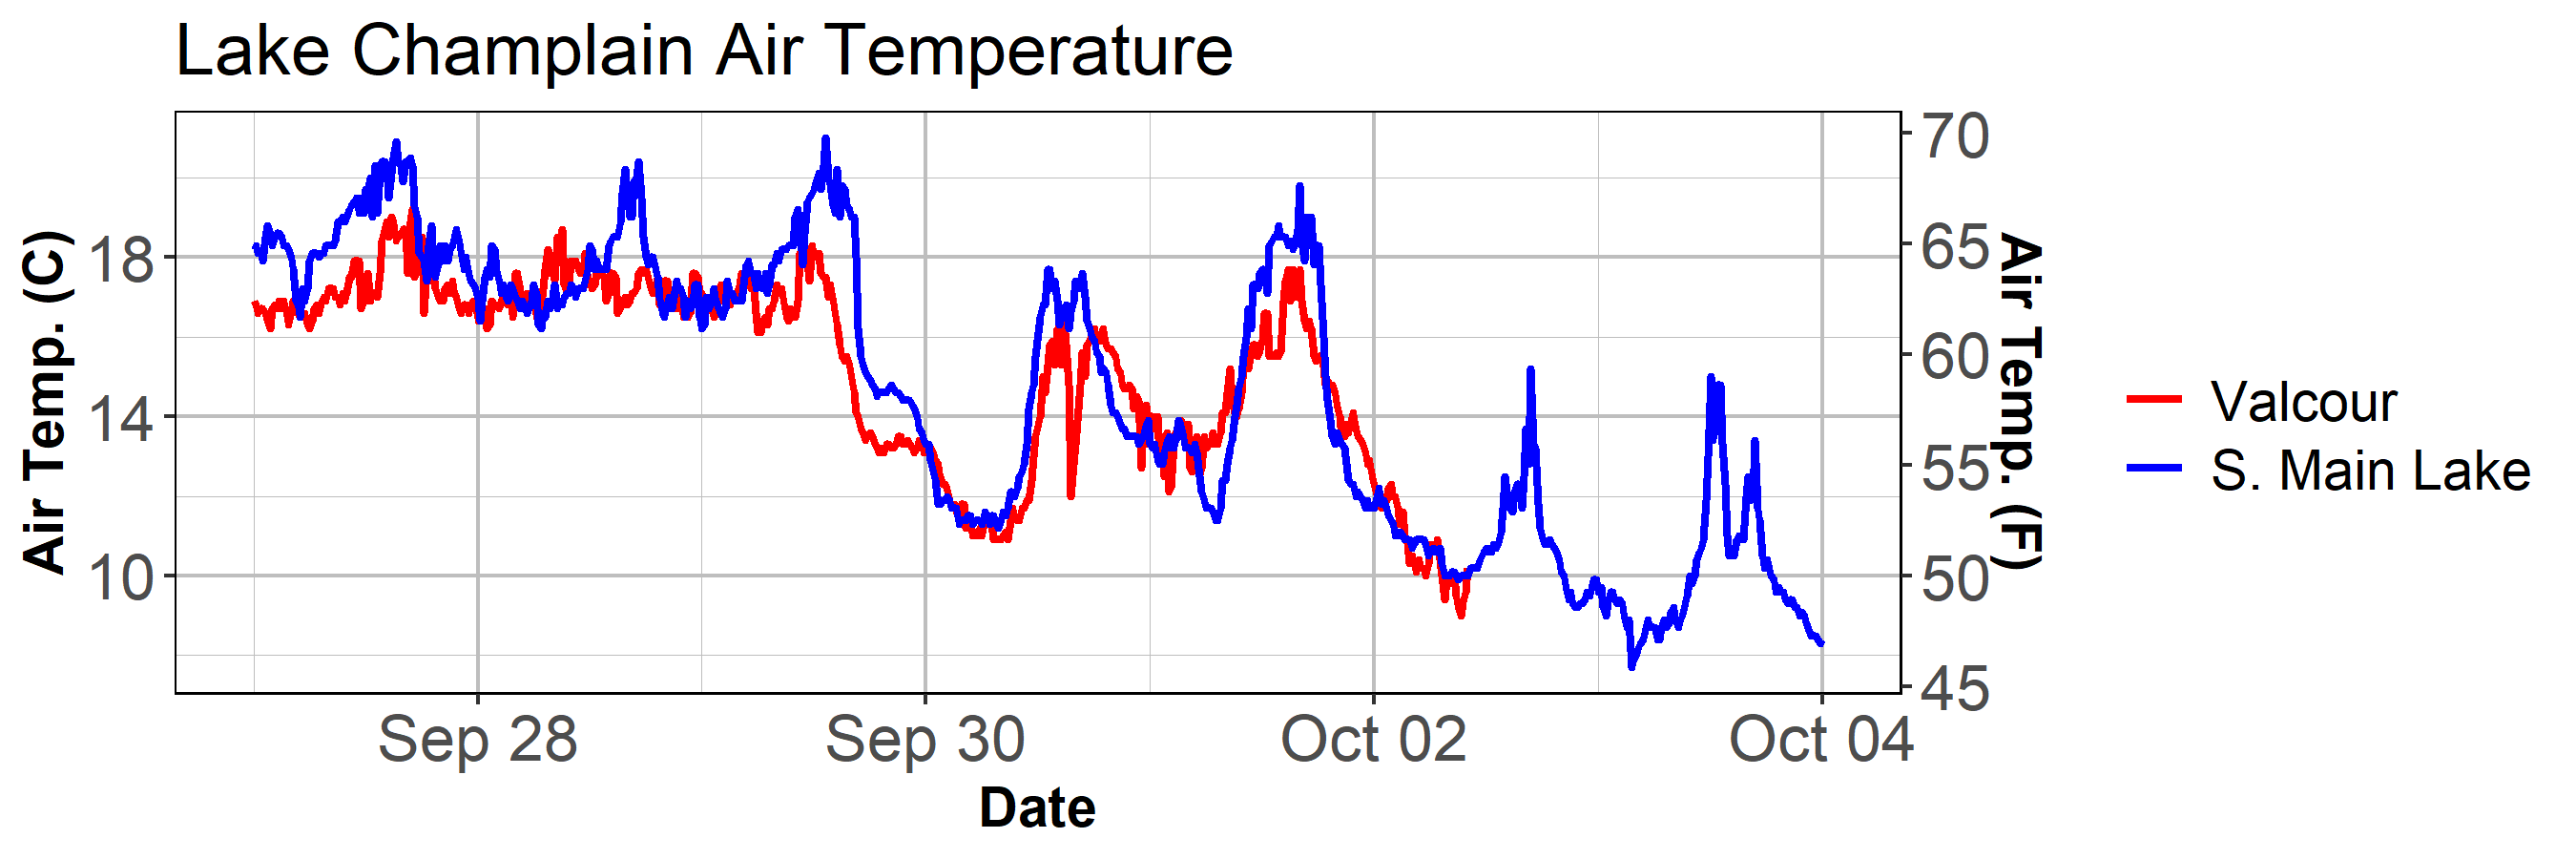 Lake Champlain Air Temperature
Air Temp. (C)
18
14
10
70
65
60
55
50
45
Air Temp. (F)
Sep 28
Sep 30
Oct 02
Oct 04
Date
Valcour
S. Main Lake